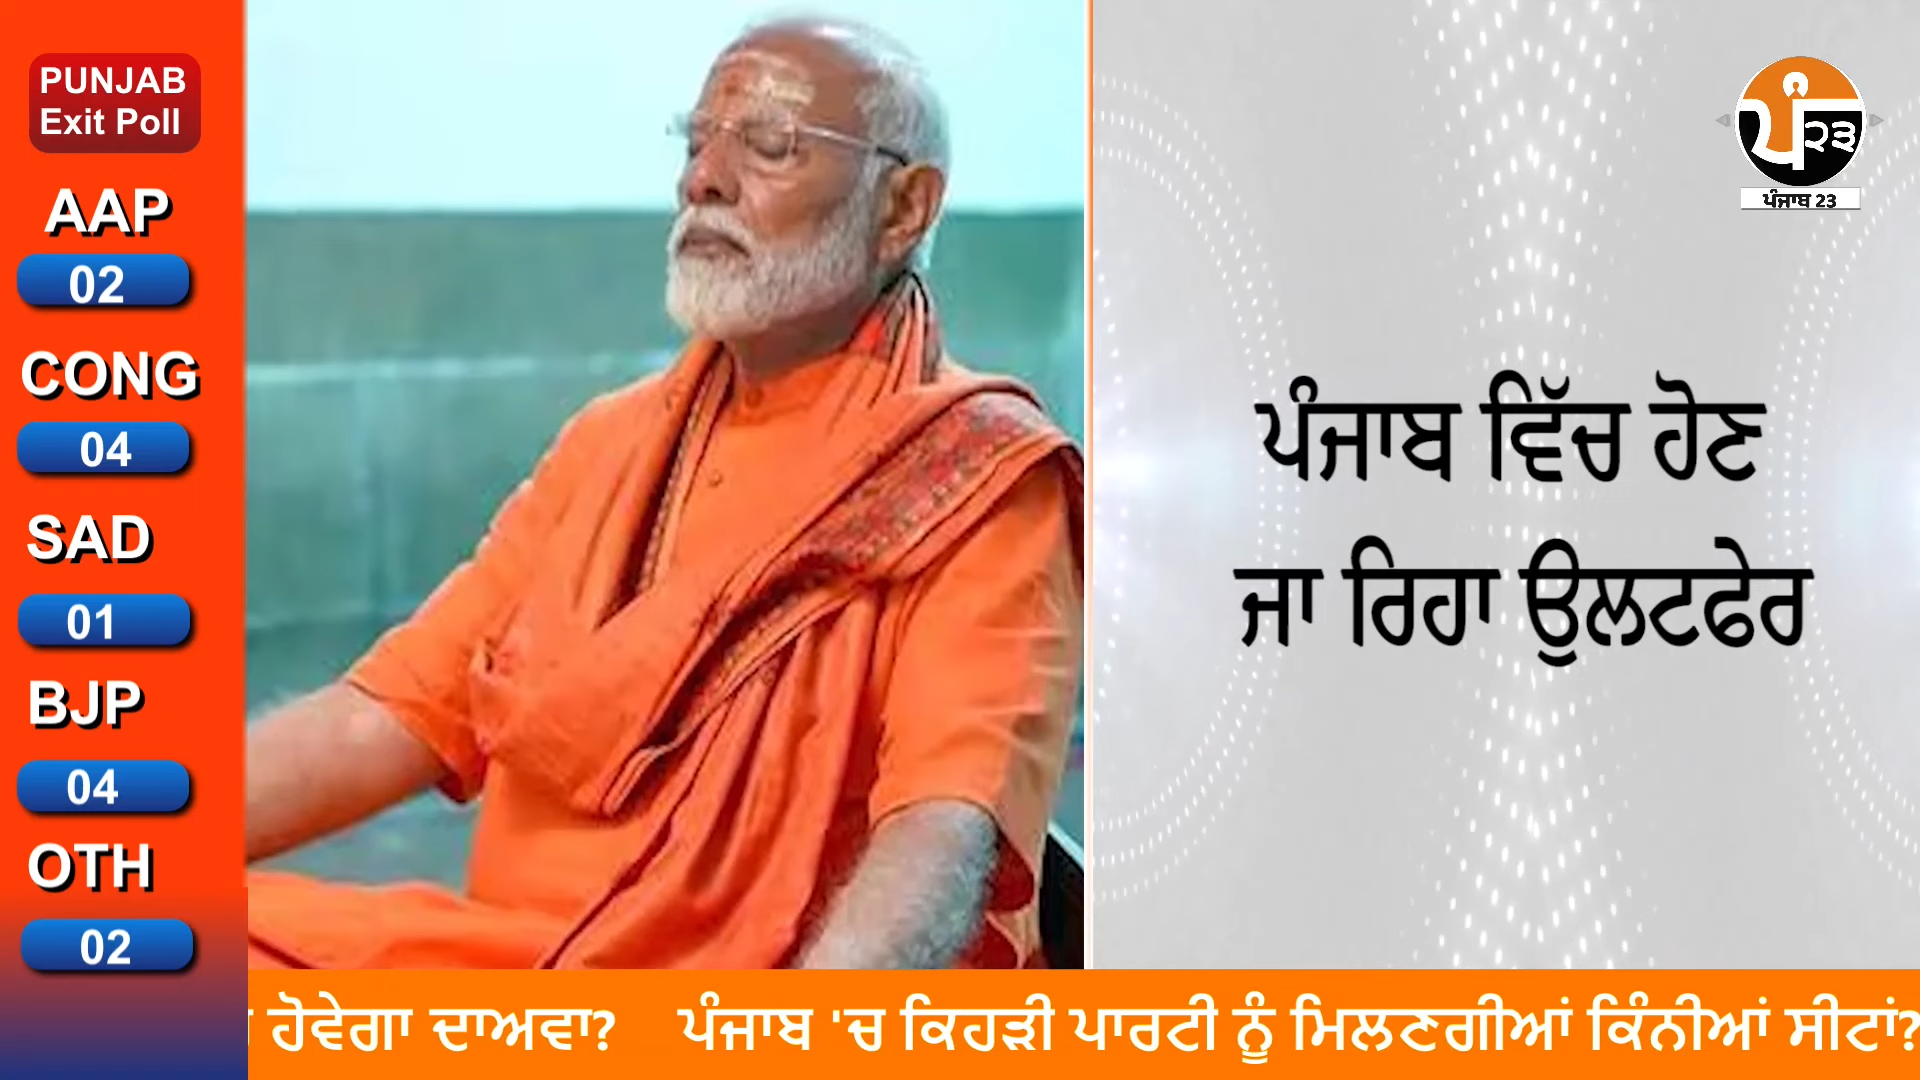 PUNJAB
Exit Poll
AAP
02
CONG
04
SAD
01
BJP
04
OTH
02
ਪੰ੨੩
ਪੰਜਾਬ 23
ਪੰਜਾਬ ਵਿੱਚ ਹੋਣ
ਜਾ ਰਿਹਾ ਉਲਟਫੇਰ
ਹੋਵੇਗਾ ਦਾਅਵਾ? ਪੰਜਾਬ 'ਚ ਕਿਹੜੀ ਪਾਰਟੀ ਨੂੰ ਮਿਲਣਗੀਆਂ ਕਿੰਨੀਆਂ ਸੀਟਾਂ?